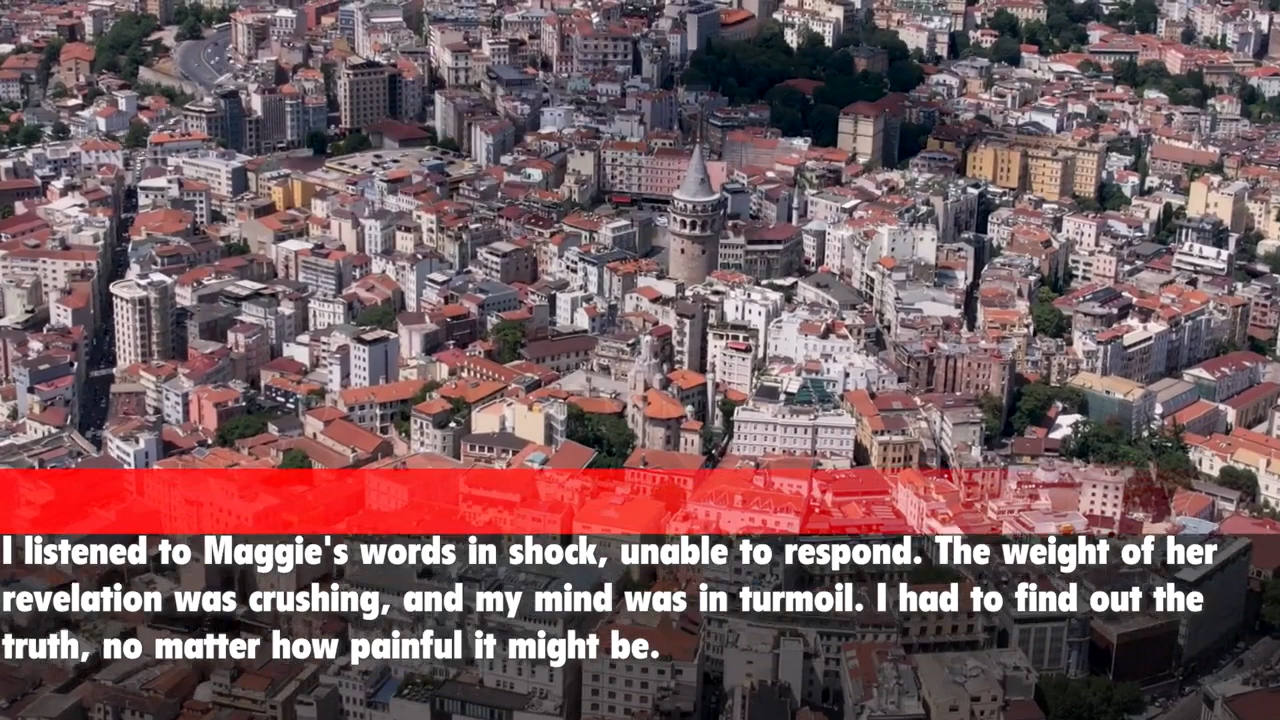 I listened to Maggie's words in shock, unable to respond. The weight of her
revelation was crushing, and my mind was in turmoil. I had to find out the
truth, no matter how painful it might be.